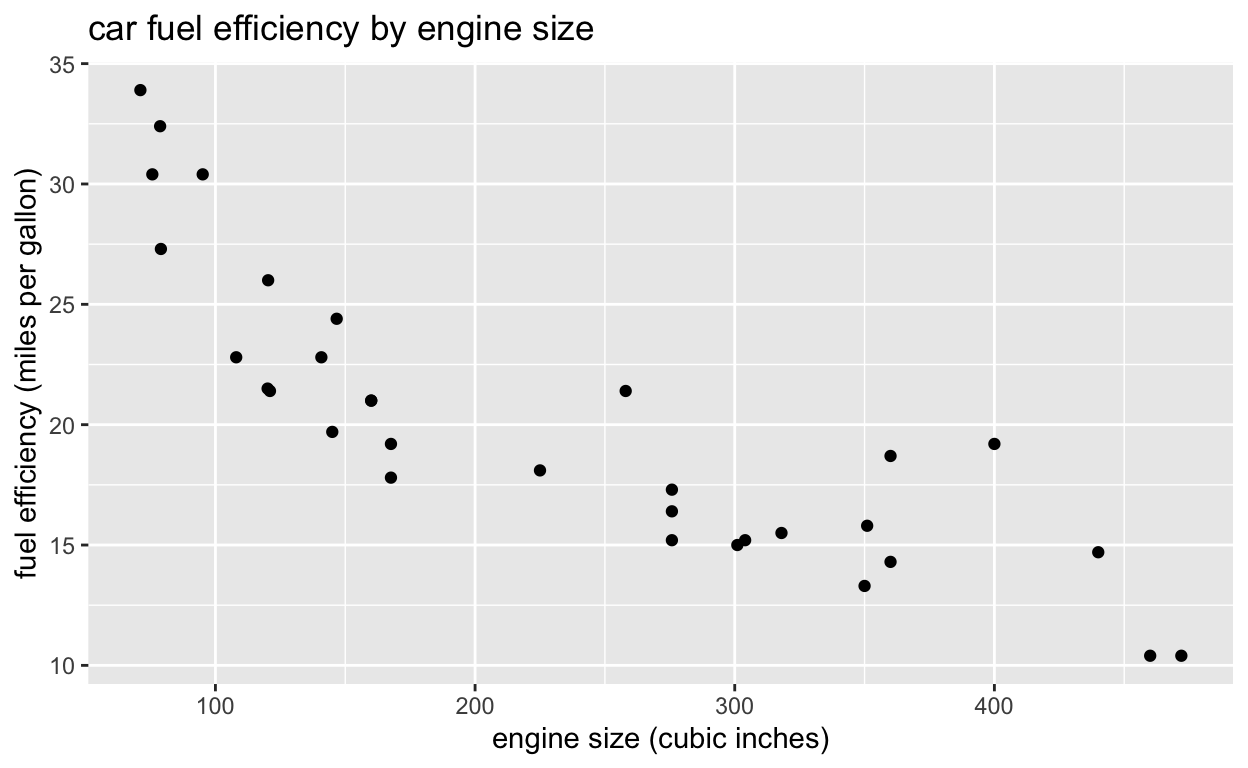 car fuel efficiency by engine size
fuel efficiency (miles per gallon)
35
30
25
20
15
10
100 200 300 400
engine size (cubic inches)